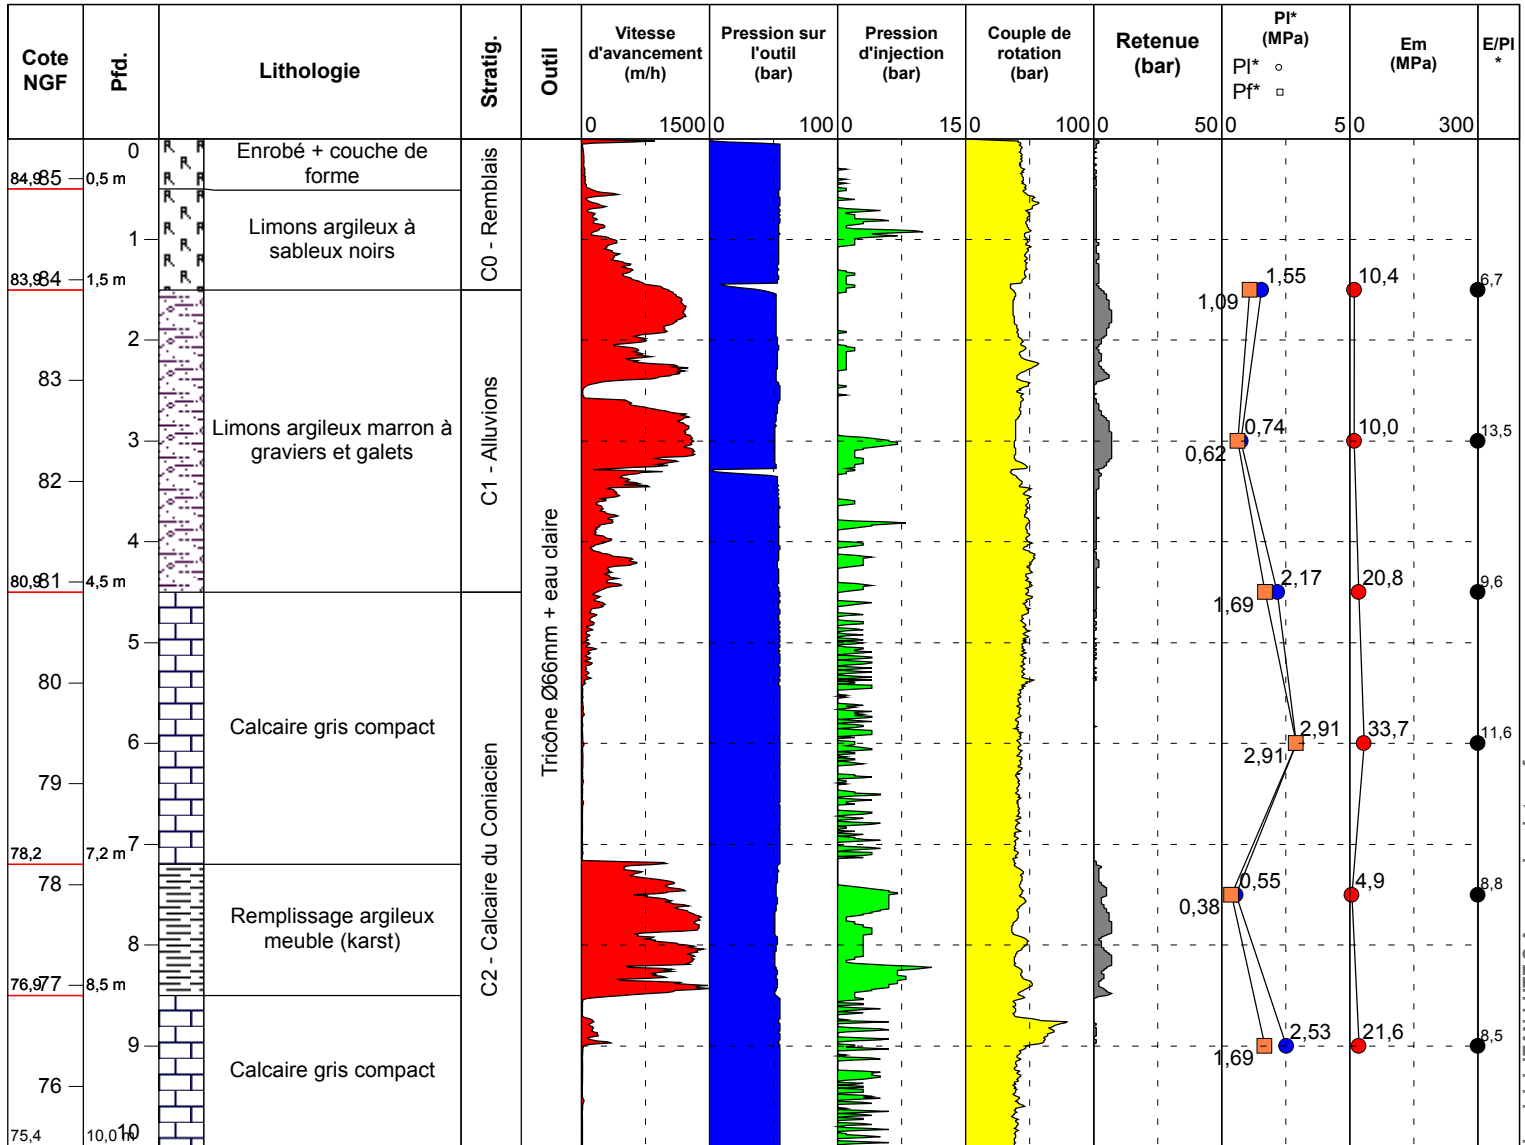 Cote NGF
Pfd.
Lithologie
Stratig.
Outil
Vitesse d'avancement (m/h)
Pression sur l'outil (bar)
Pression d'injection (bar)
Couple de rotation (bar)
Retenue (bar)
Pl* (MPa)
Pl*
Pf*
Em (MPa)
E/Pl *
0 1500
0 100
0 15
0 100
0 50
0 5
0 300
0
Enrobé + couche de forme
84,9
85
0,5 m
C0 - Remblais
Limons argileux à sableux noirs
1
83,9
84
1,5 m
1,55
1,09
10,4
6,7
2
83
Limons argileux marron à graviers et galets
C1 - Alluvions
3
0,74
0,62
10,0
13,5
82
4
80,9
81
4,5 m
2,17
1,69
20,8
9,6
Tricône Ø66mm + eau claire
5
80
Calcaire gris compact
C2 - Calcaire du Coniacien
6
2,91
2,91
33,7
11,6
79
7
78,2
7,2 m
78
0,55
0,38
4,9
8,8
Remplissage argileux meuble (karst)
8
76,9
77
8,5 m
9
2,53
1,69
21,6
8,5
Calcaire gris compact
76
10
75,4
10,0 m